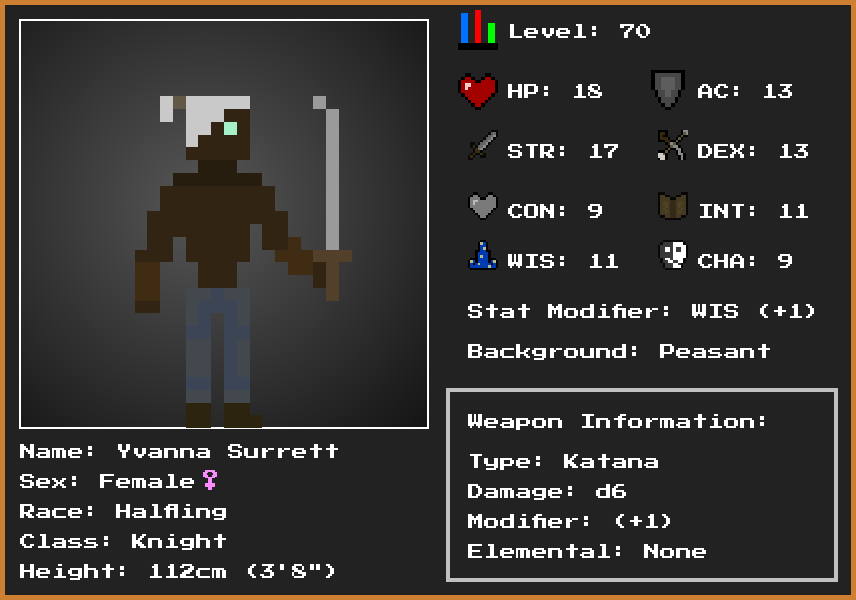 Level: 70
HP: 18
AC: 13
STR: 17
DEX: 13
CON: 9
INT: 11
WIS: 11
CHA: 9
Stat Modifier: WIS (+1)
Background: Peasant
Weapon Information:
Type: Katana
Damage: d6
Modifier: (+1)
Elemental: None
Name: Yvanna Surrett
Sex: Female♀
Race: Halfling
Class: Knight
Height: 112cm (3'8")